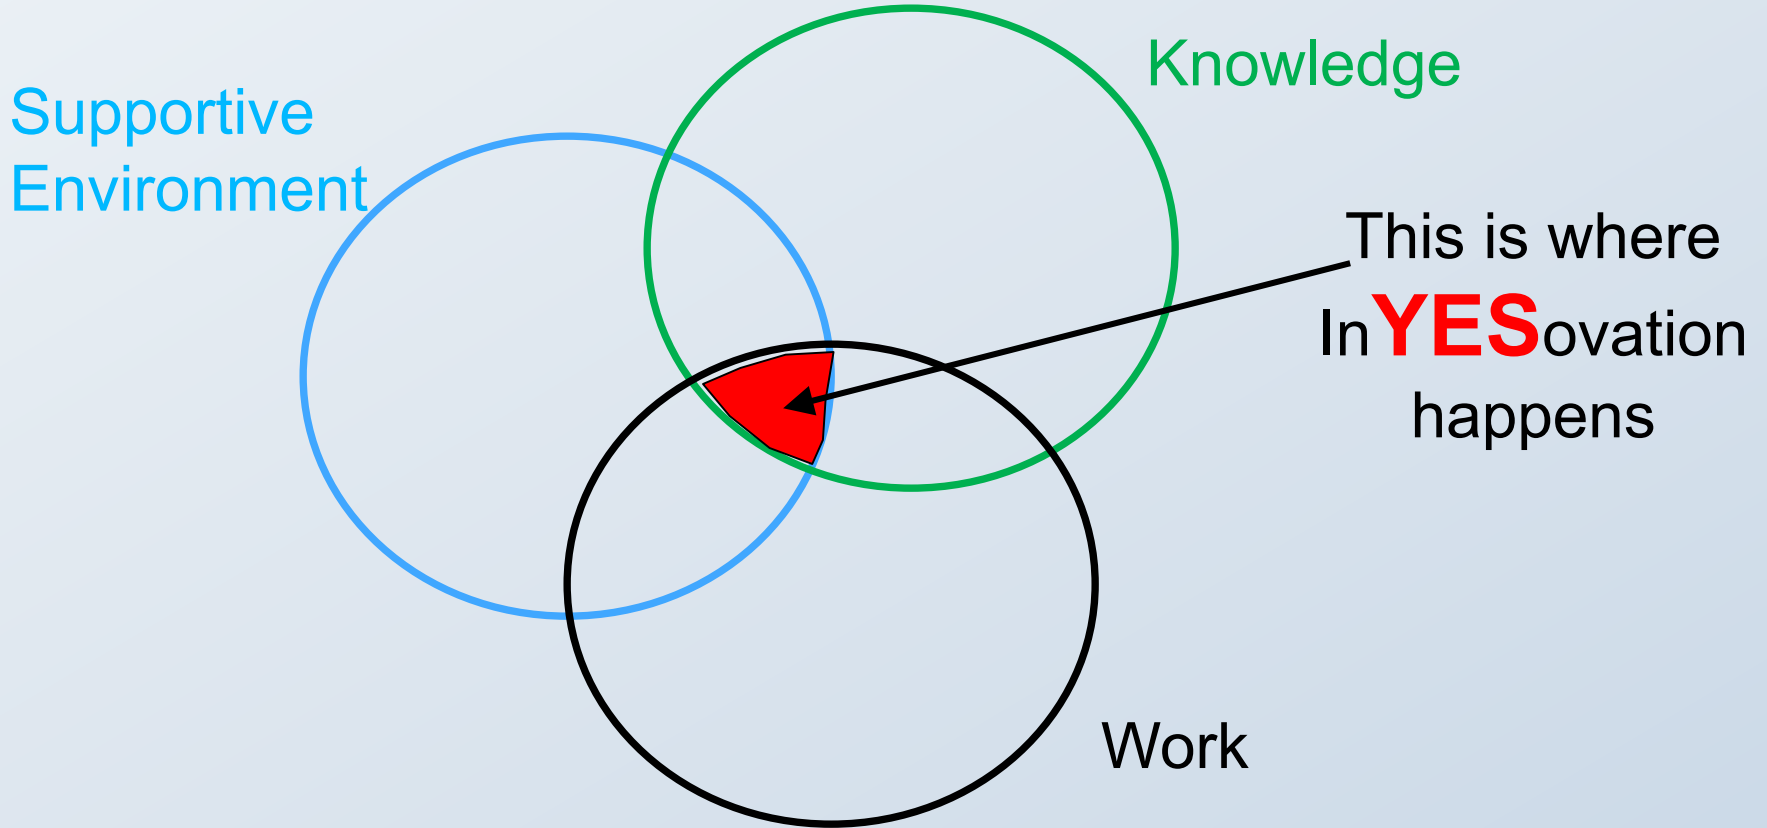 Knowledge
Supportive
Environment
This is where
InYESovation
happens
Work